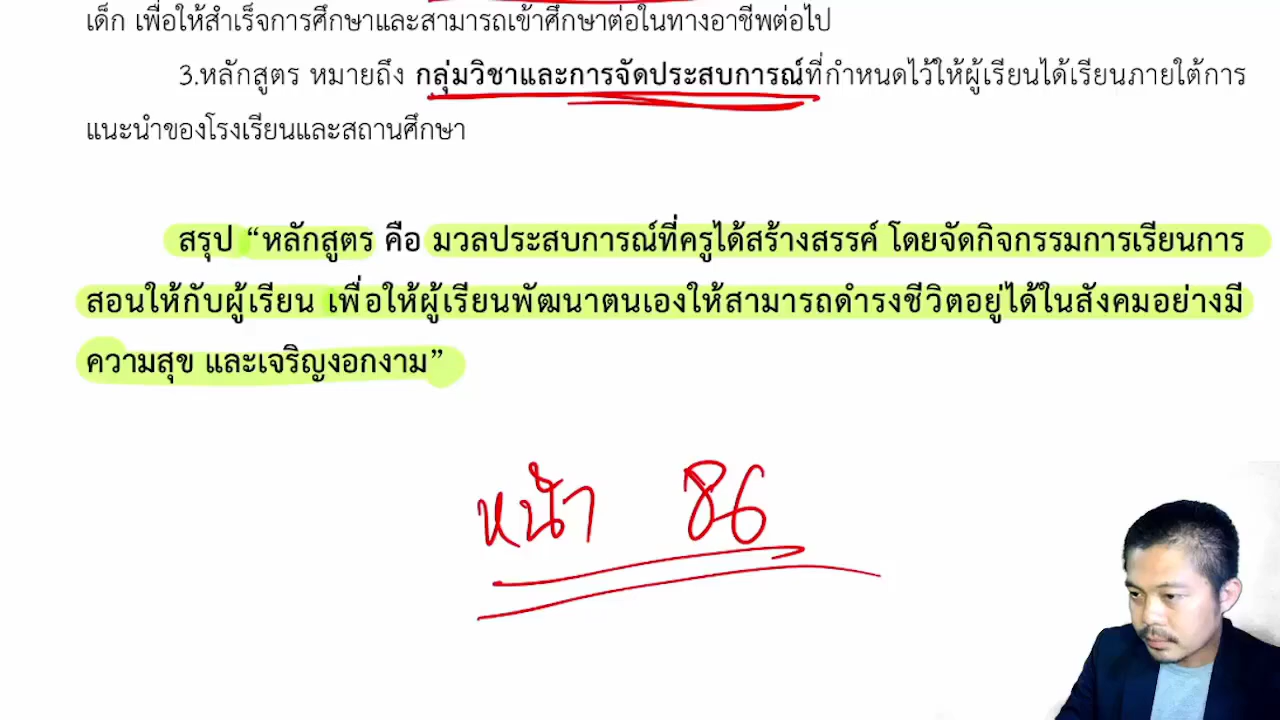 เด็ก เพื่อให้สำเร็จการศึกษาและสามารถเข้าศึกษาต่อในทางอาชีพต่อไป
3.หลักสูตร หมายถึง กลุ่มวิชาและการจัดประสบการณ์ที่กำหนดไว้ให้ผู้เรียนได้เรียนภายใต้การ
แนะนำของโรงเรียนและสถานศึกษา
สรุป “หลักสูตร คือ มวลประสบการณ์ที่ครูได้สร้างสรรค์ โดยจัดกิจกรรมการเรียนการ
สอนให้กับผู้เรียน เพื่อให้ผู้เรียนพัฒนาตนเองให้สามารถดำรงชีวิตอยู่ได้ในสังคมอย่างมี
ความสุข และเจริญงอกงาม”
หน้า 86